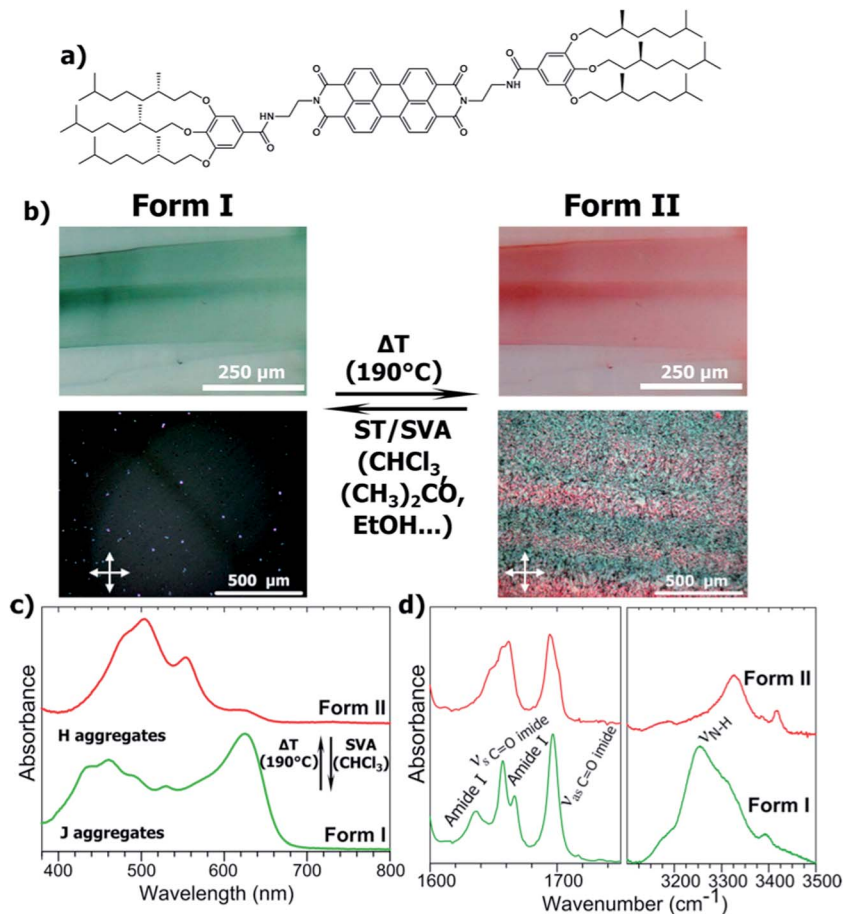 a)
O
O
O
O
NH
O
O
N
O
O
N
O
O
HN
O
O
O
O
b)
Form I
Form II
250 µm
250 µm
ΔT
(190°C)
ST/SVA
(CHCl3,
(CH3)2CO,
EtOH...)
500 µm
500 µm
c)
d)
Absorbance
Form II
H aggregates
ΔT
(190°C)
SVA
(CHCl3)
J aggregates
Form I
400
500
600
700
800
Wavelength (nm)
Absorbance
Amide I
νs C=O imide
Amide I
νas C=O imide
Form II
νN-H
Form I
1600
1700
3200
3300
3400
3500
Wavenumber (cm-1)